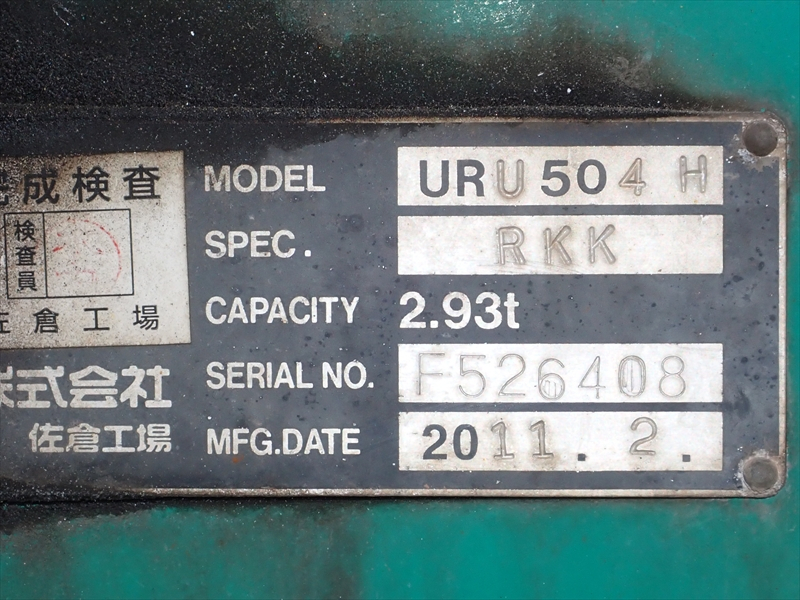 成検査
検査員
佐倉工場
株式会社
佐倉工場
MODEL URU504H
SPEC. RKK
CAPACITY 2.93t
SERIAL NO. F526408
MFG.DATE 2011.2.